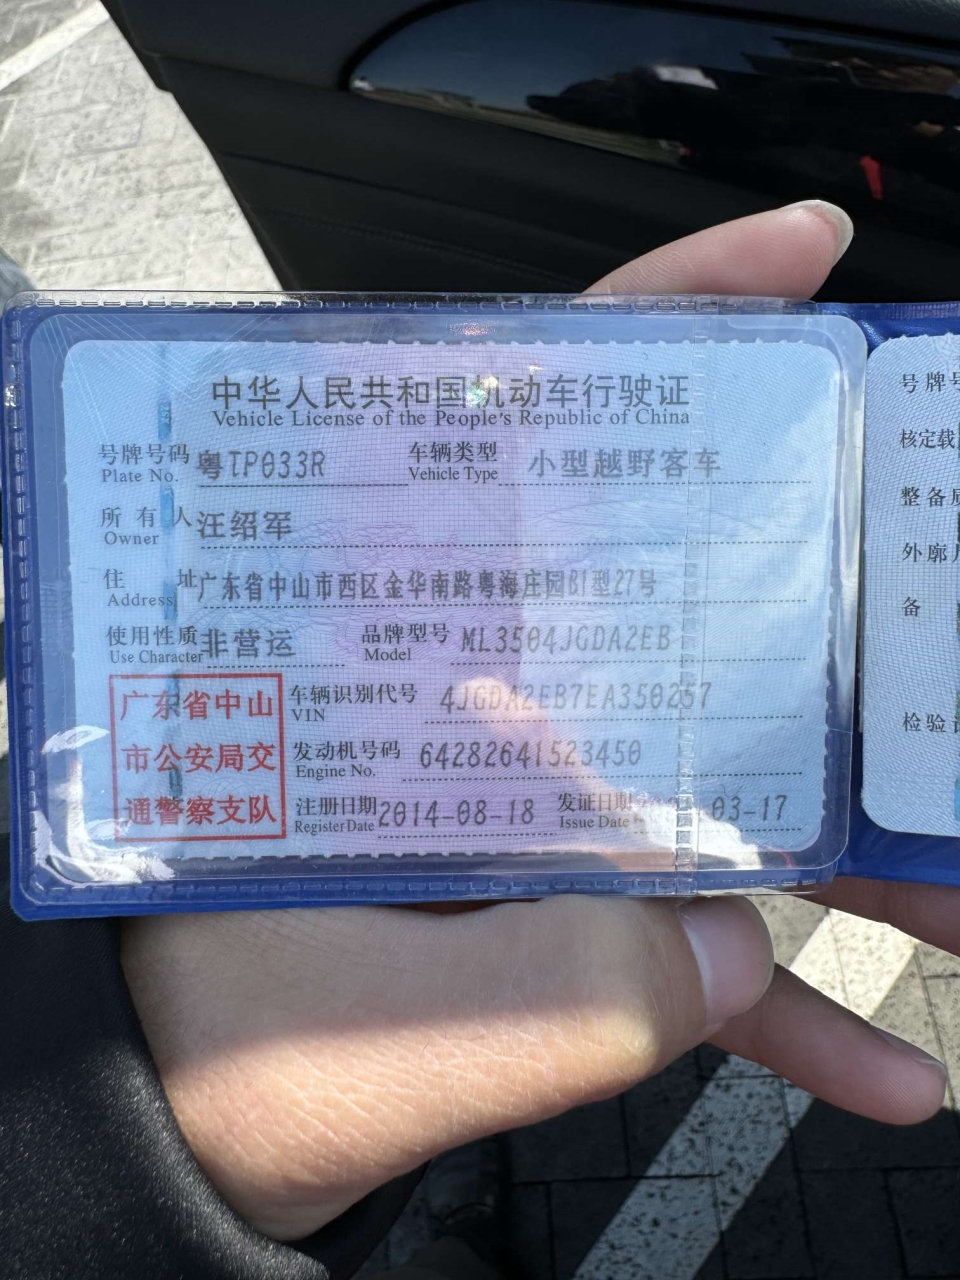 中华人民共和国机动车行驶证
Vehicle License of the People's Republic of China
号牌号码 粤TP033R 车辆类型 小型越野客车
Plate No. Vehicle Type
所有人 汪绍军
Owner
住址 广东省中山市西区金华南路粤海庄园B1型27号
Address
使用性质 非营运 品牌型号 ML3504JGDA2EB
Use Character Model
广东省中山
市公安局交
通警察支队
车辆识别代号 4JGDA2EB7EA350267
VIN
发动机号码 64282641523450
Engine No.
注册日期 2014-08-18 发证日期 03-17
Register Date Issue Date
号牌号
核定载
整备质
外廓
备
检验